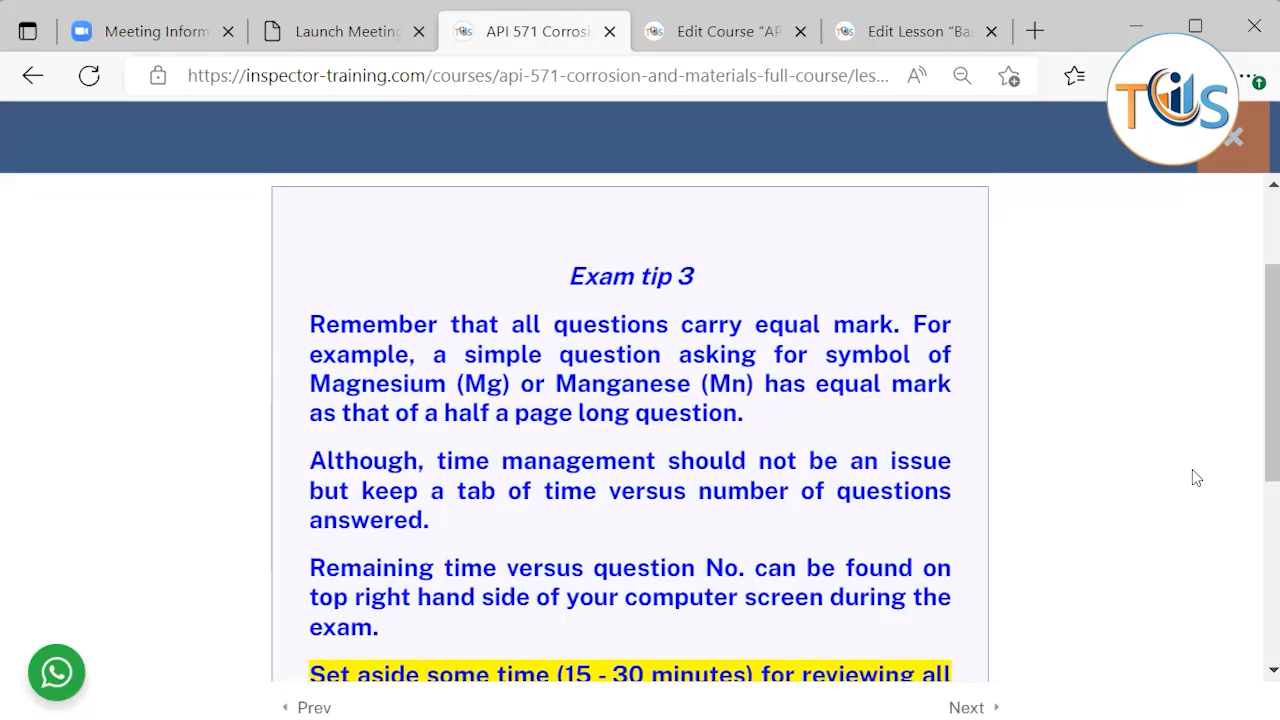 Meeting Inform
Launch Meeting
API 571 Corrosi
Edit Course “AP
Edit Lesson “Ba
https://inspector-training.com/courses/api-571-corrosion-and-materials-full-course/les...
TIS
Exam tip 3
Remember that all questions carry equal mark. For
example, a simple question asking for symbol of
Magnesium (Mg) or Manganese (Mn) has equal mark
as that of a half a page long question.
Although, time management should not be an issue
but keep a tab of time versus number of questions
answered.
Remaining time versus question No. can be found on
top right hand side of your computer screen during the
exam.
Set aside some time (15 - 30 minutes) for reviewing all
Prev
Next